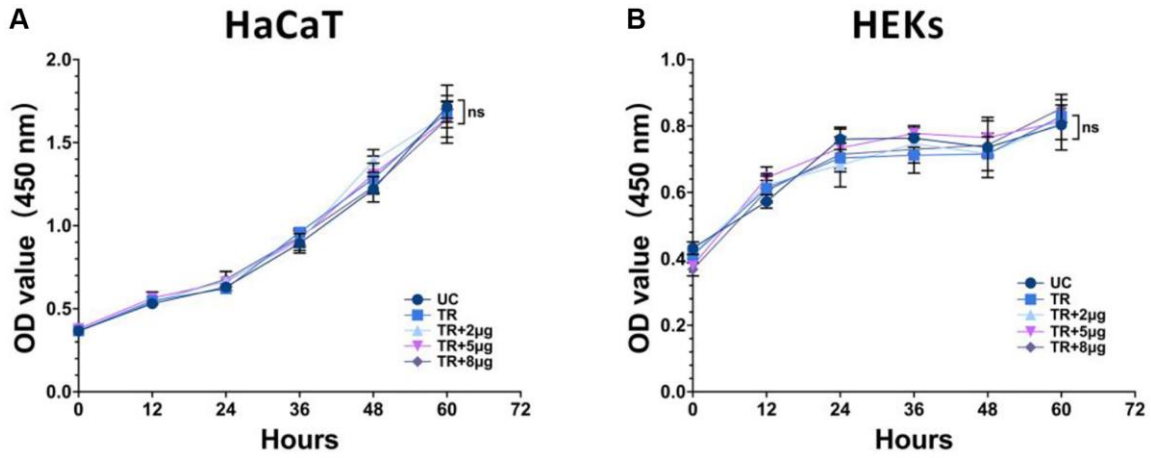 A
HaCaT
OD value (450 nm)
2.0
1.5
1.0
0.5
0.0
ns
UC
TR
TR+2μg
TR+5μg
TR+8μg
0 12 24 36 48 60 72
Hours
B
HEKs
OD value (450 nm)
1.0
0.8
0.6
0.4
0.2
0.0
ns
UC
TR
TR+2μg
TR+5μg
TR+8μg
0 12 24 36 48 60 72
Hours